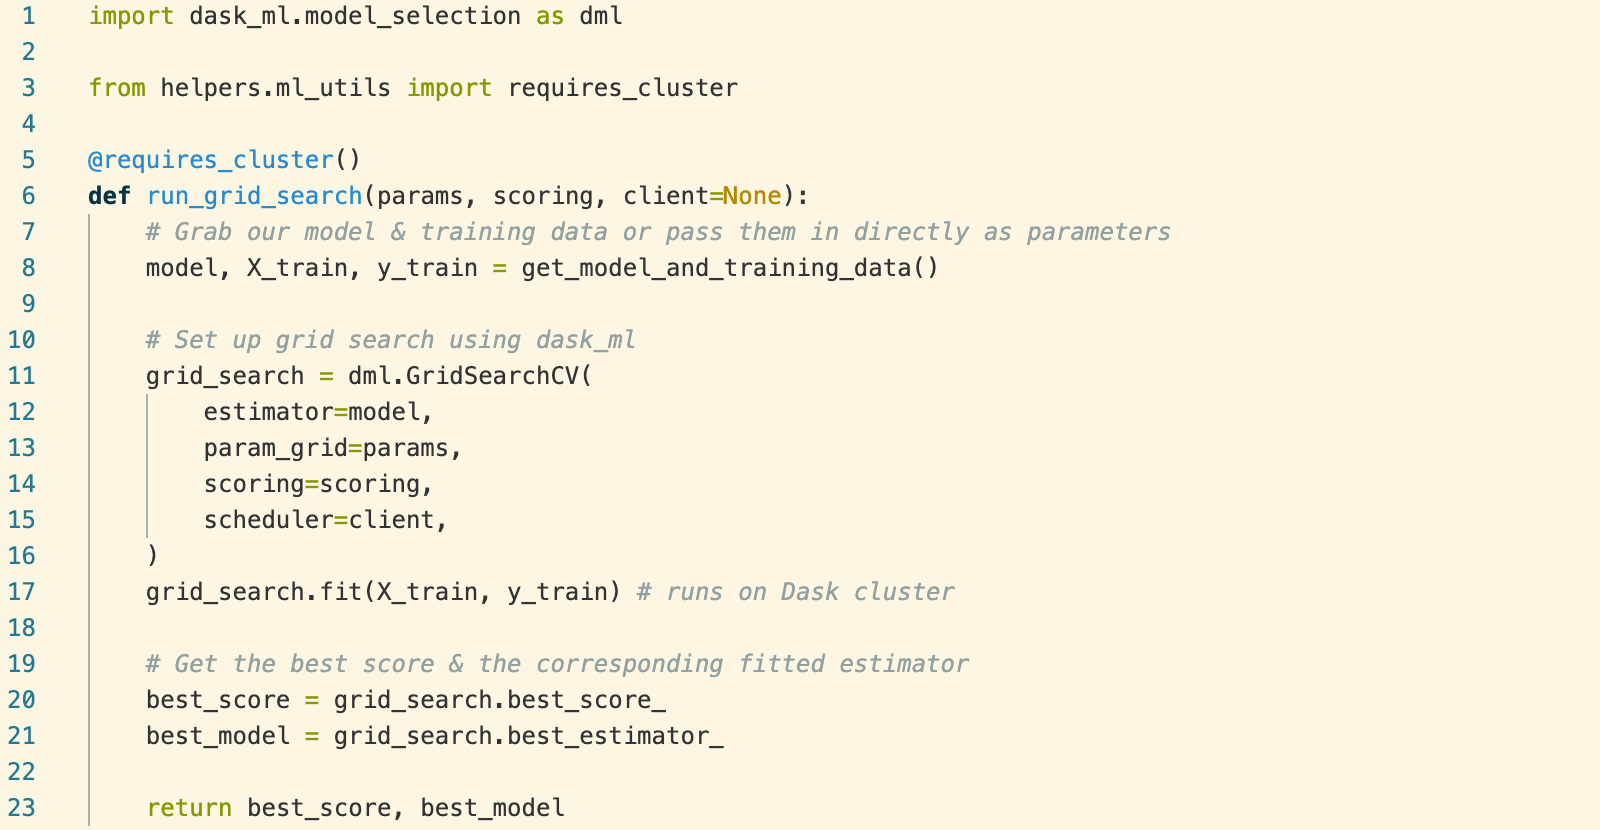 1 import dask_ml.model_selection as dml
2
3 from helpers.ml_utils import requires_cluster
4
5 @requires_cluster()
6 def run_grid_search(params, scoring, client=None):
7     # Grab our model & training data or pass them in directly as parameters
8     model, X_train, y_train = get_model_and_training_data()
9
10     # Set up grid search using dask_ml
11     grid_search = dml.GridSearchCV(
12         estimator=model,
13         param_grid=params,
14         scoring=scoring,
15         scheduler=client,
16     )
17     grid_search.fit(X_train, y_train) # runs on Dask cluster
18
19     # Get the best score & the corresponding fitted estimator
20     best_score = grid_search.best_score_
21     best_model = grid_search.best_estimator_
22
23     return best_score, best_model